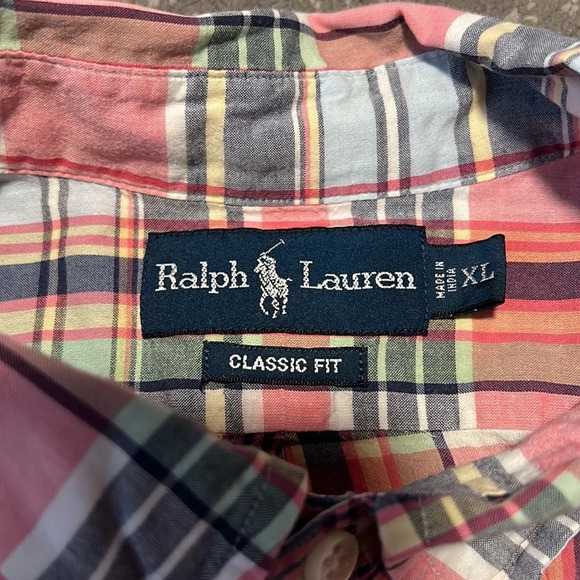 Ralph Lauren
MADE IN
INDIA
XL
CLASSIC FIT